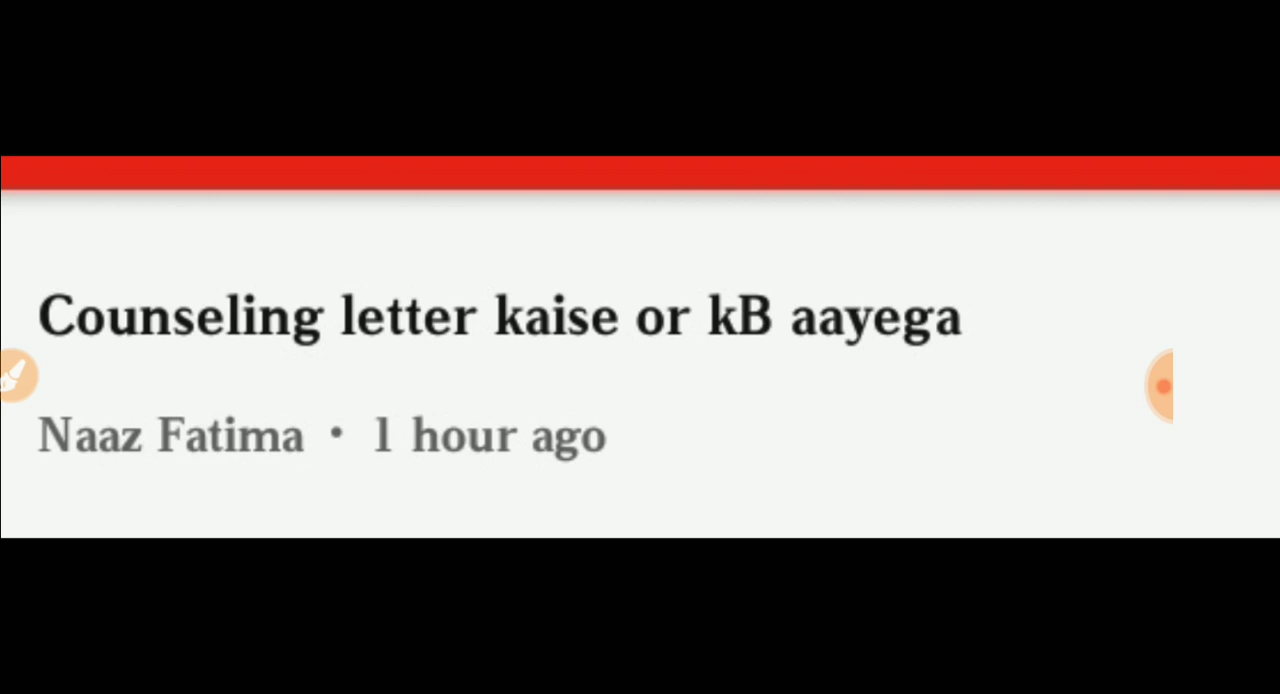 Counseling letter kaise or kB aayega
Naaz Fatima • 1 hour ago